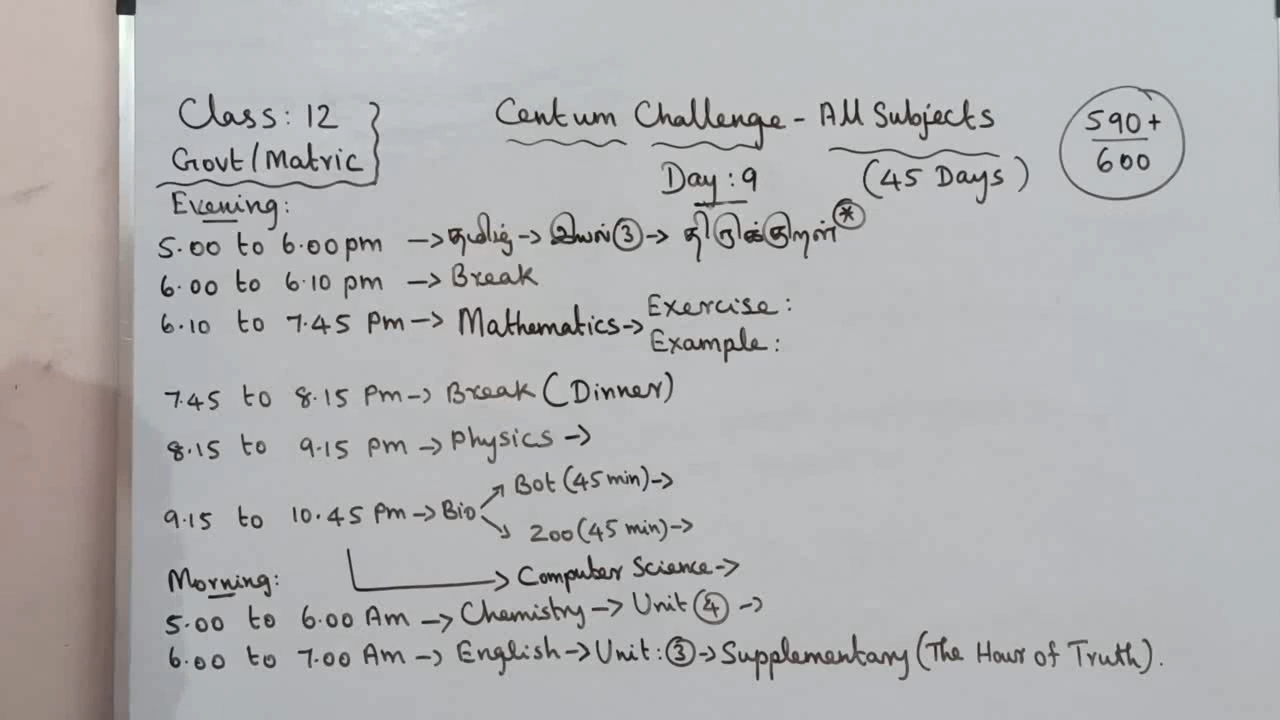 Class: 12
Govt/Matric
Centum Challenge - All Subjects
590+
600
Day: 9
(45 Days)
Evening:
5.00 to 6.00 pm → தமிழ் → இயல் ③ → திருக்குறள் *
6.00 to 6.10 pm → Break
6.10 to 7.45 Pm → Mathematics → Exercise:
Example:
7.45 to 8.15 Pm → Break (Dinner)
8.15 to 9.15 pm → Physics →
9.15 to 10.45 Pm → Bio
Bot (45 min) →
Zoo (45 min) →
→ Computer Science →
Morning:
5.00 to 6.00 Am → Chemistry → Unit ④ →
6.00 to 7.00 Am → English → Unit: ③ → Supplementary (The Hour of Truth).